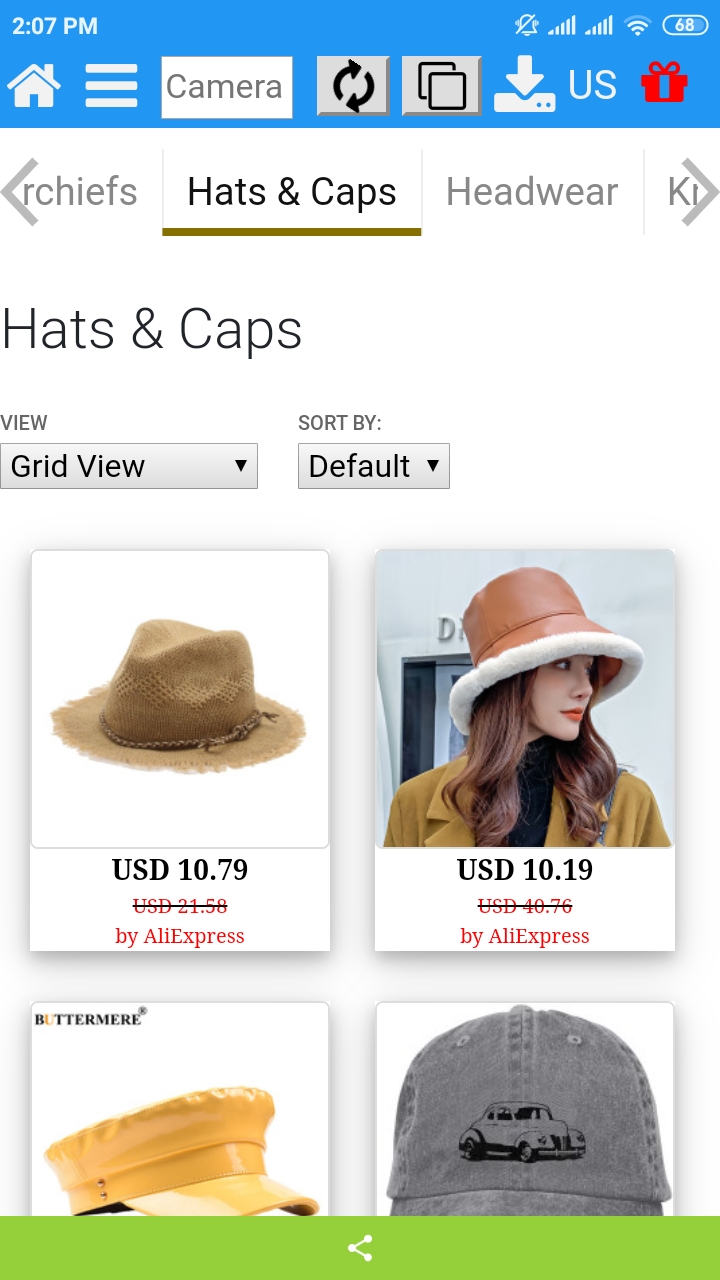 2:07 PM
68
Camera
US
rchiefs
Hats & Caps
Headwear
Hats & Caps
VIEW
SORT BY:
Grid View
Default
USD 10.79
USD 10.19
USD 21.58
USD 40.76
by AliExpress
by AliExpress
BUTTERMERE®